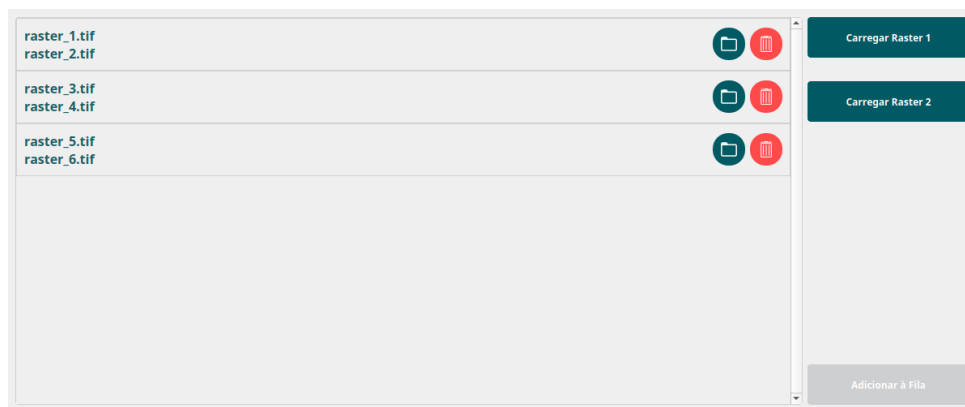 raster_1.tif
raster_2.tif
raster_3.tif
raster_4.tif
raster_5.tif
raster_6.tif
Carregar Raster 1
Carregar Raster 2
Adicionar à Fila